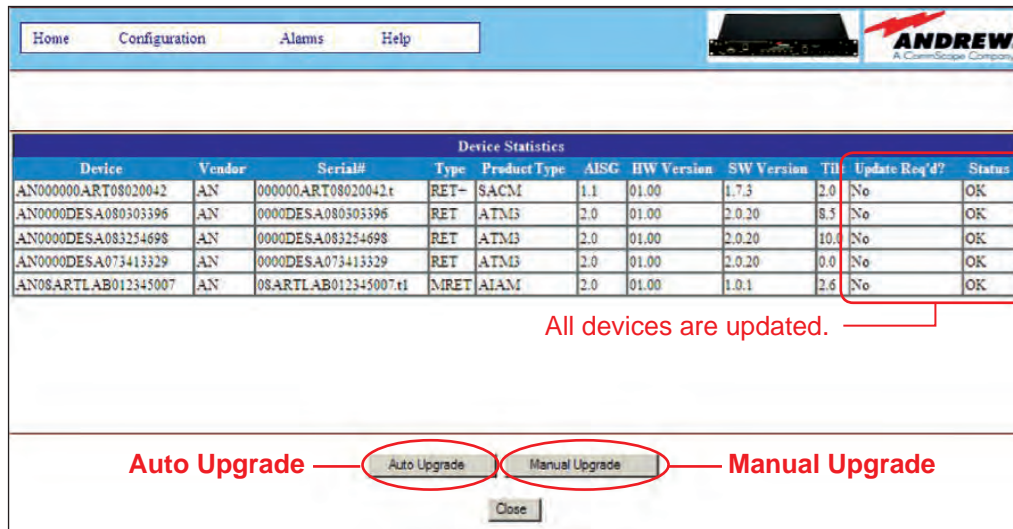 Home Configuration Alarms Help
ANDREW.
A CommScope Company
Device Statistics
Device Vendor Serial# Type Product Type AISG HW Version SW Version Tilt Update Req'd? Status
AN000000ART08020042 AN 000000ART08020042.t RET+ SACM 1.1 01.00 1.7.3 2.0 No OK
AN0000DESA080303396 AN 0000DESA080303396 RET ATM3 2.0 01.00 2.0.20 8.5 No OK
AN0000DESA083254698 AN 0000DESA083254698 RET ATM3 2.0 01.00 2.0.20 10.0 No OK
AN0000DESA073413329 AN 0000DESA073413329 RET ATM3 2.0 01.00 2.0.20 0.0 No OK
AN08ARTLAB012345007 AN 08ARTLAB012345007.t1 MRET AIAM 2.0 01.00 1.0.1 2.6 No OK
All devices are updated.
Auto Upgrade Auto Upgrade Manual Upgrade Manual Upgrade
Close